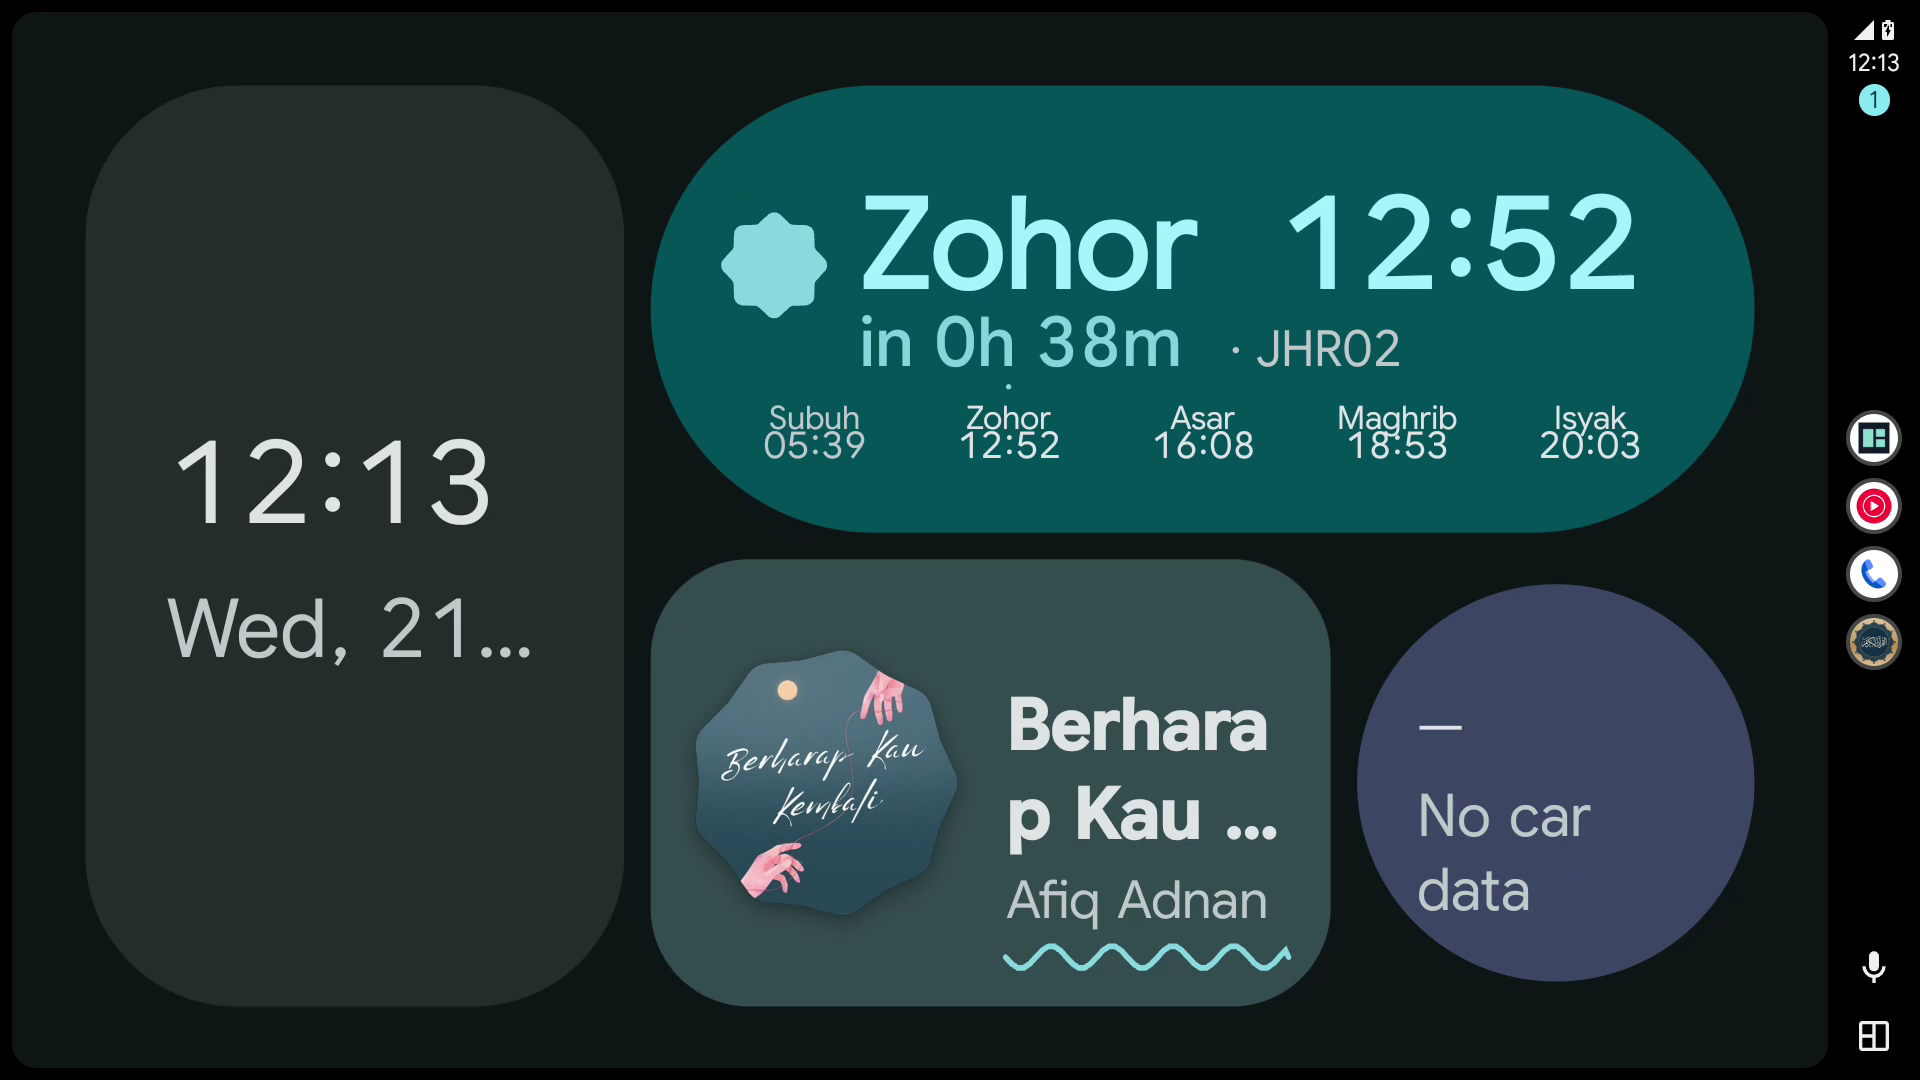 12:13
Wed, 21...
Zohor 12:52
in 0h 38m · JHR02
Subuh Zohor Asar Maghrib Isyak
05:39 12:52 16:08 18:53 20:03
Berharap Kau
Kembali
Berhara
p Kau ...
Afiq Adnan
—
No car
data
12:13
1